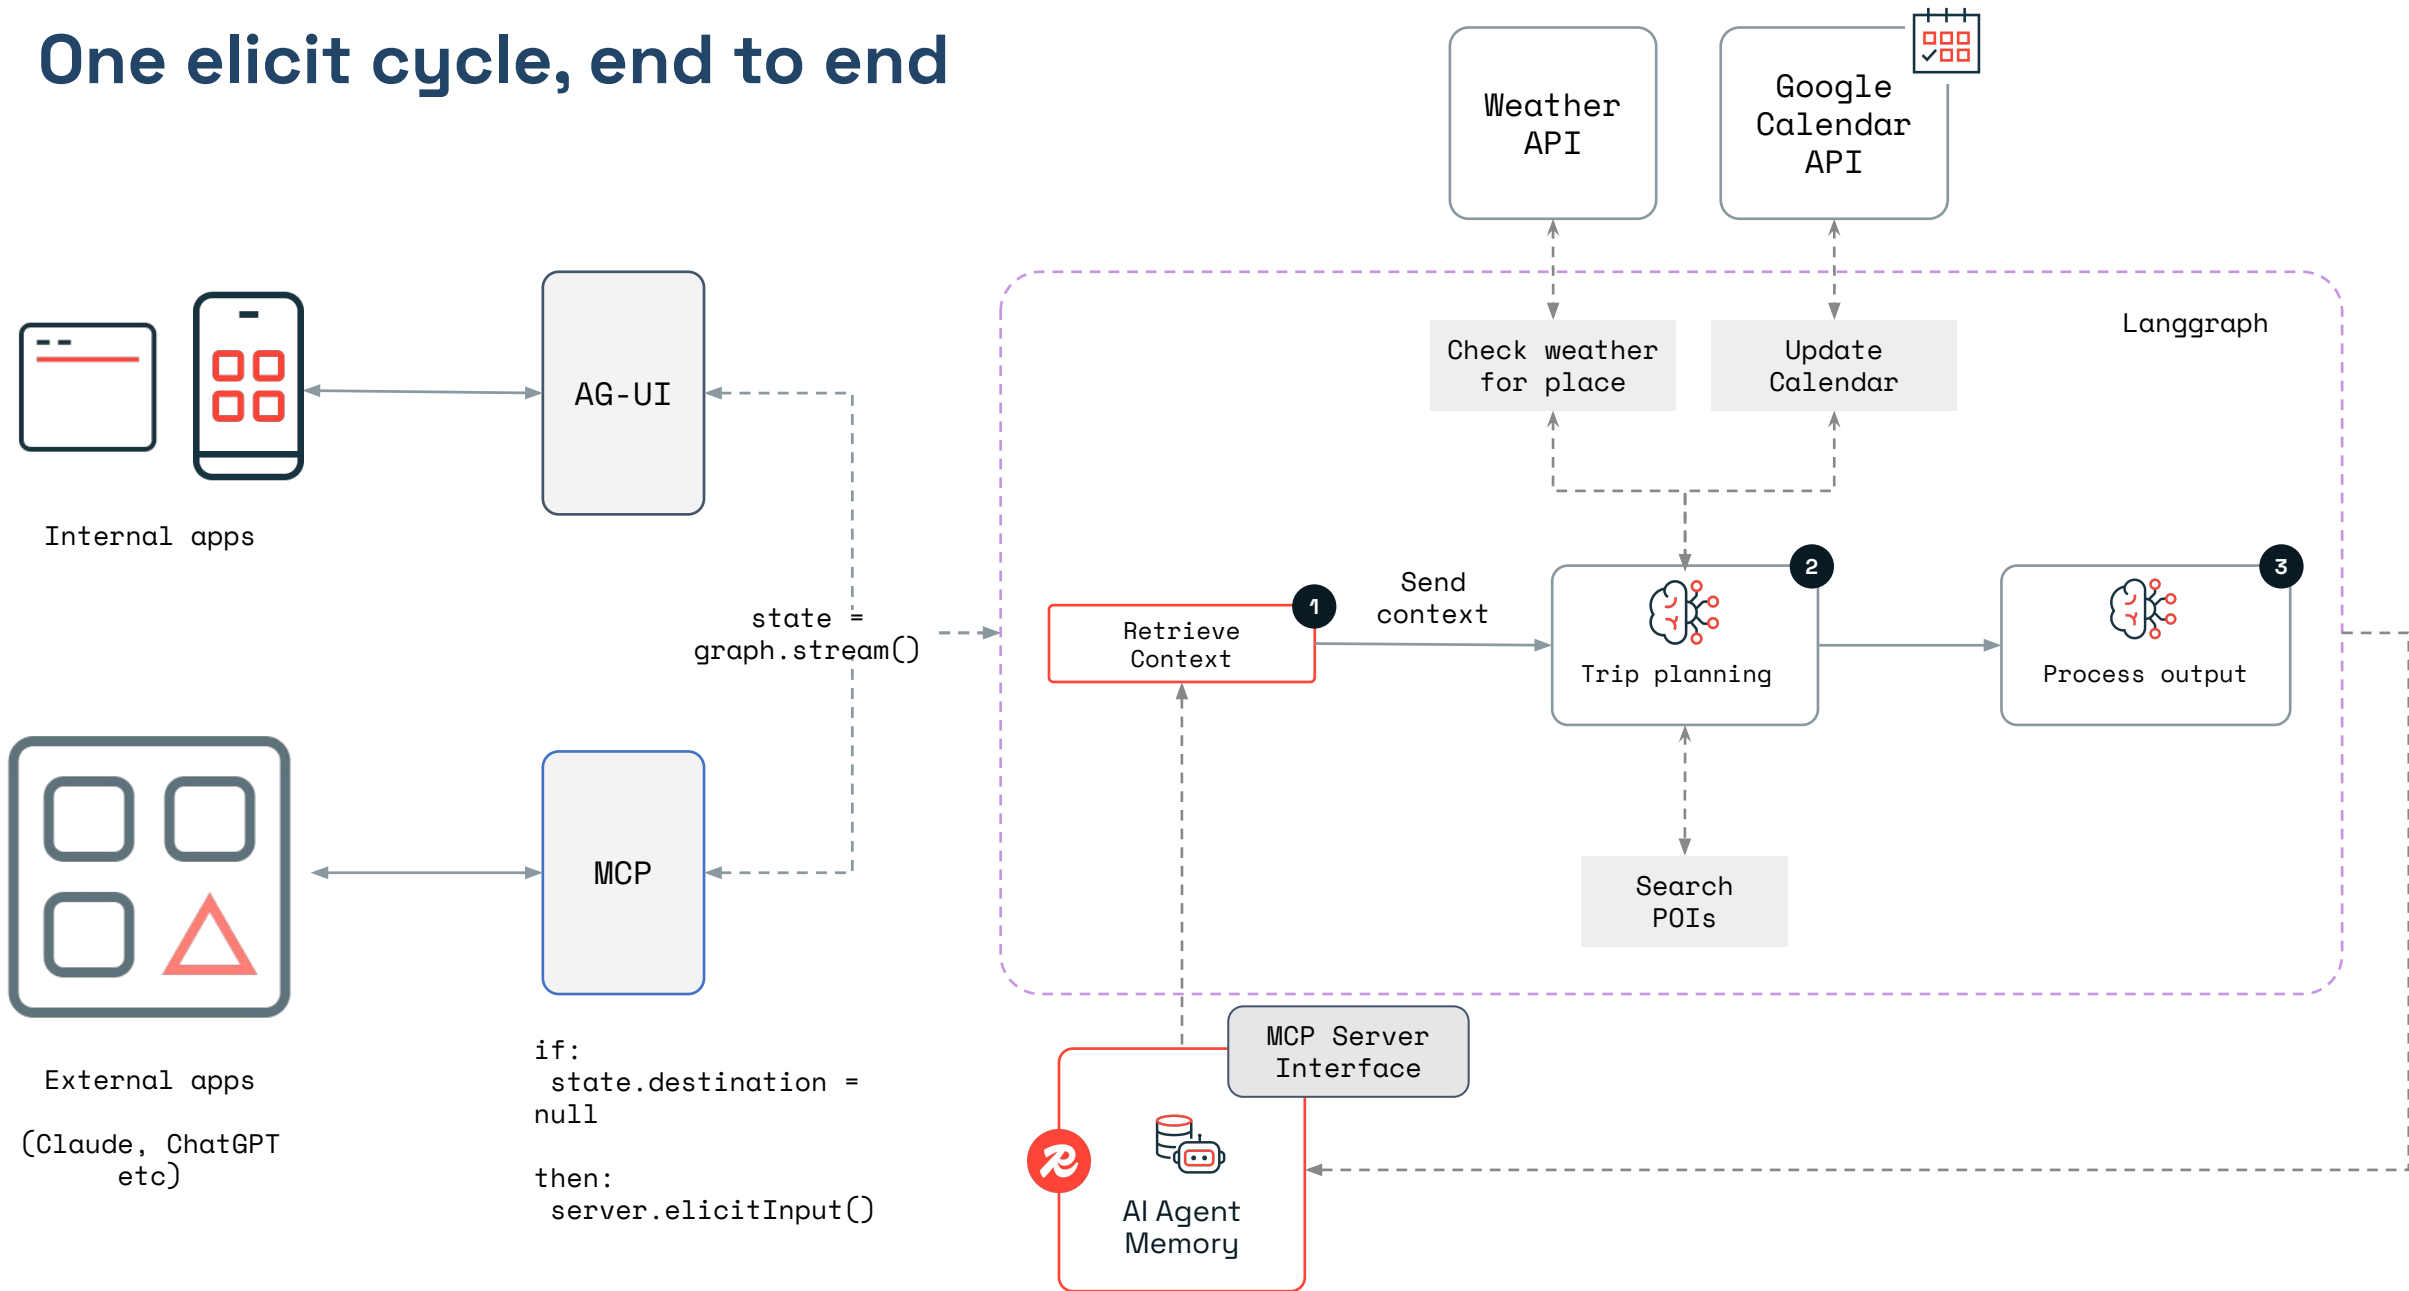 One elicit cycle, end to end
Weather
API
Google
Calendar
API
Langgraph
Check weather
for place
Update
Calendar
AG-UI
Internal apps
state =
graph.stream()
Retrieve
Context
1
Send
context
2
Trip planning
3
Process output
MCP
Search
POIs
External apps
(Claude, ChatGPT
etc)
if:
state.destination =
null
then:
server.elicitInput()
MCP Server
Interface
AI Agent
Memory